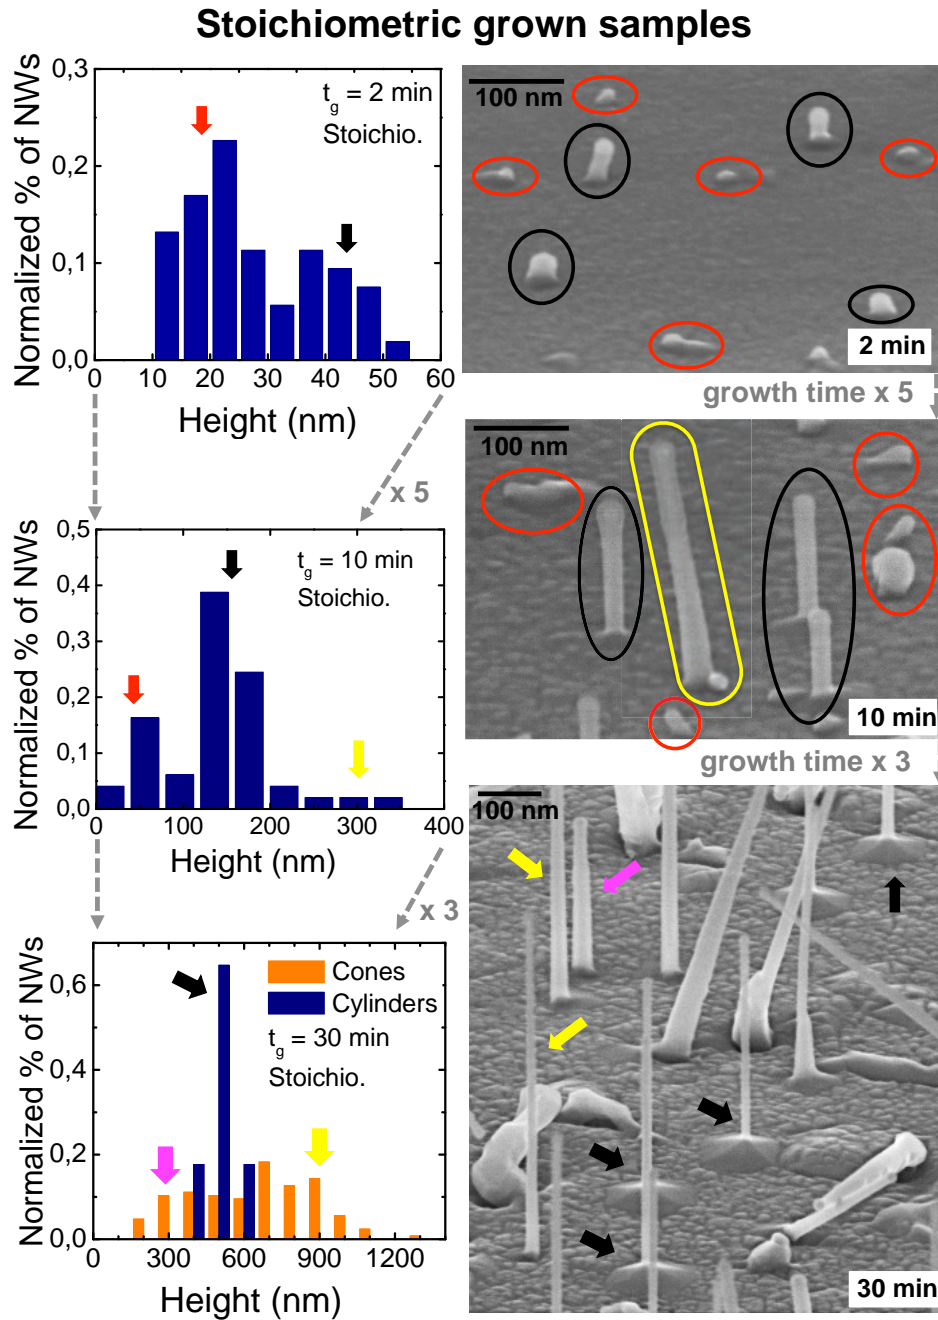 Stoichiometric grown samples
Normalized % of NWs
0,3
0,2
0,1
0,0
t_g = 2 min
Stoichio.
0 10 20 30 40 50 60
Height (nm)
100 nm
2 min
growth time x 5
x 5
Normalized % of NWs
0,5
0,4
0,3
0,2
0,1
0,0
t_g = 10 min
Stoichio.
0 100 200 300 400
Height (nm)
100 nm
10 min
growth time x 3
x 3
Normalized % of NWs
0,6
0,4
0,2
0,0
Cones
Cylinders
t_g = 30 min
Stoichio.
0 300 600 900 1200
Height (nm)
100 nm
30 min